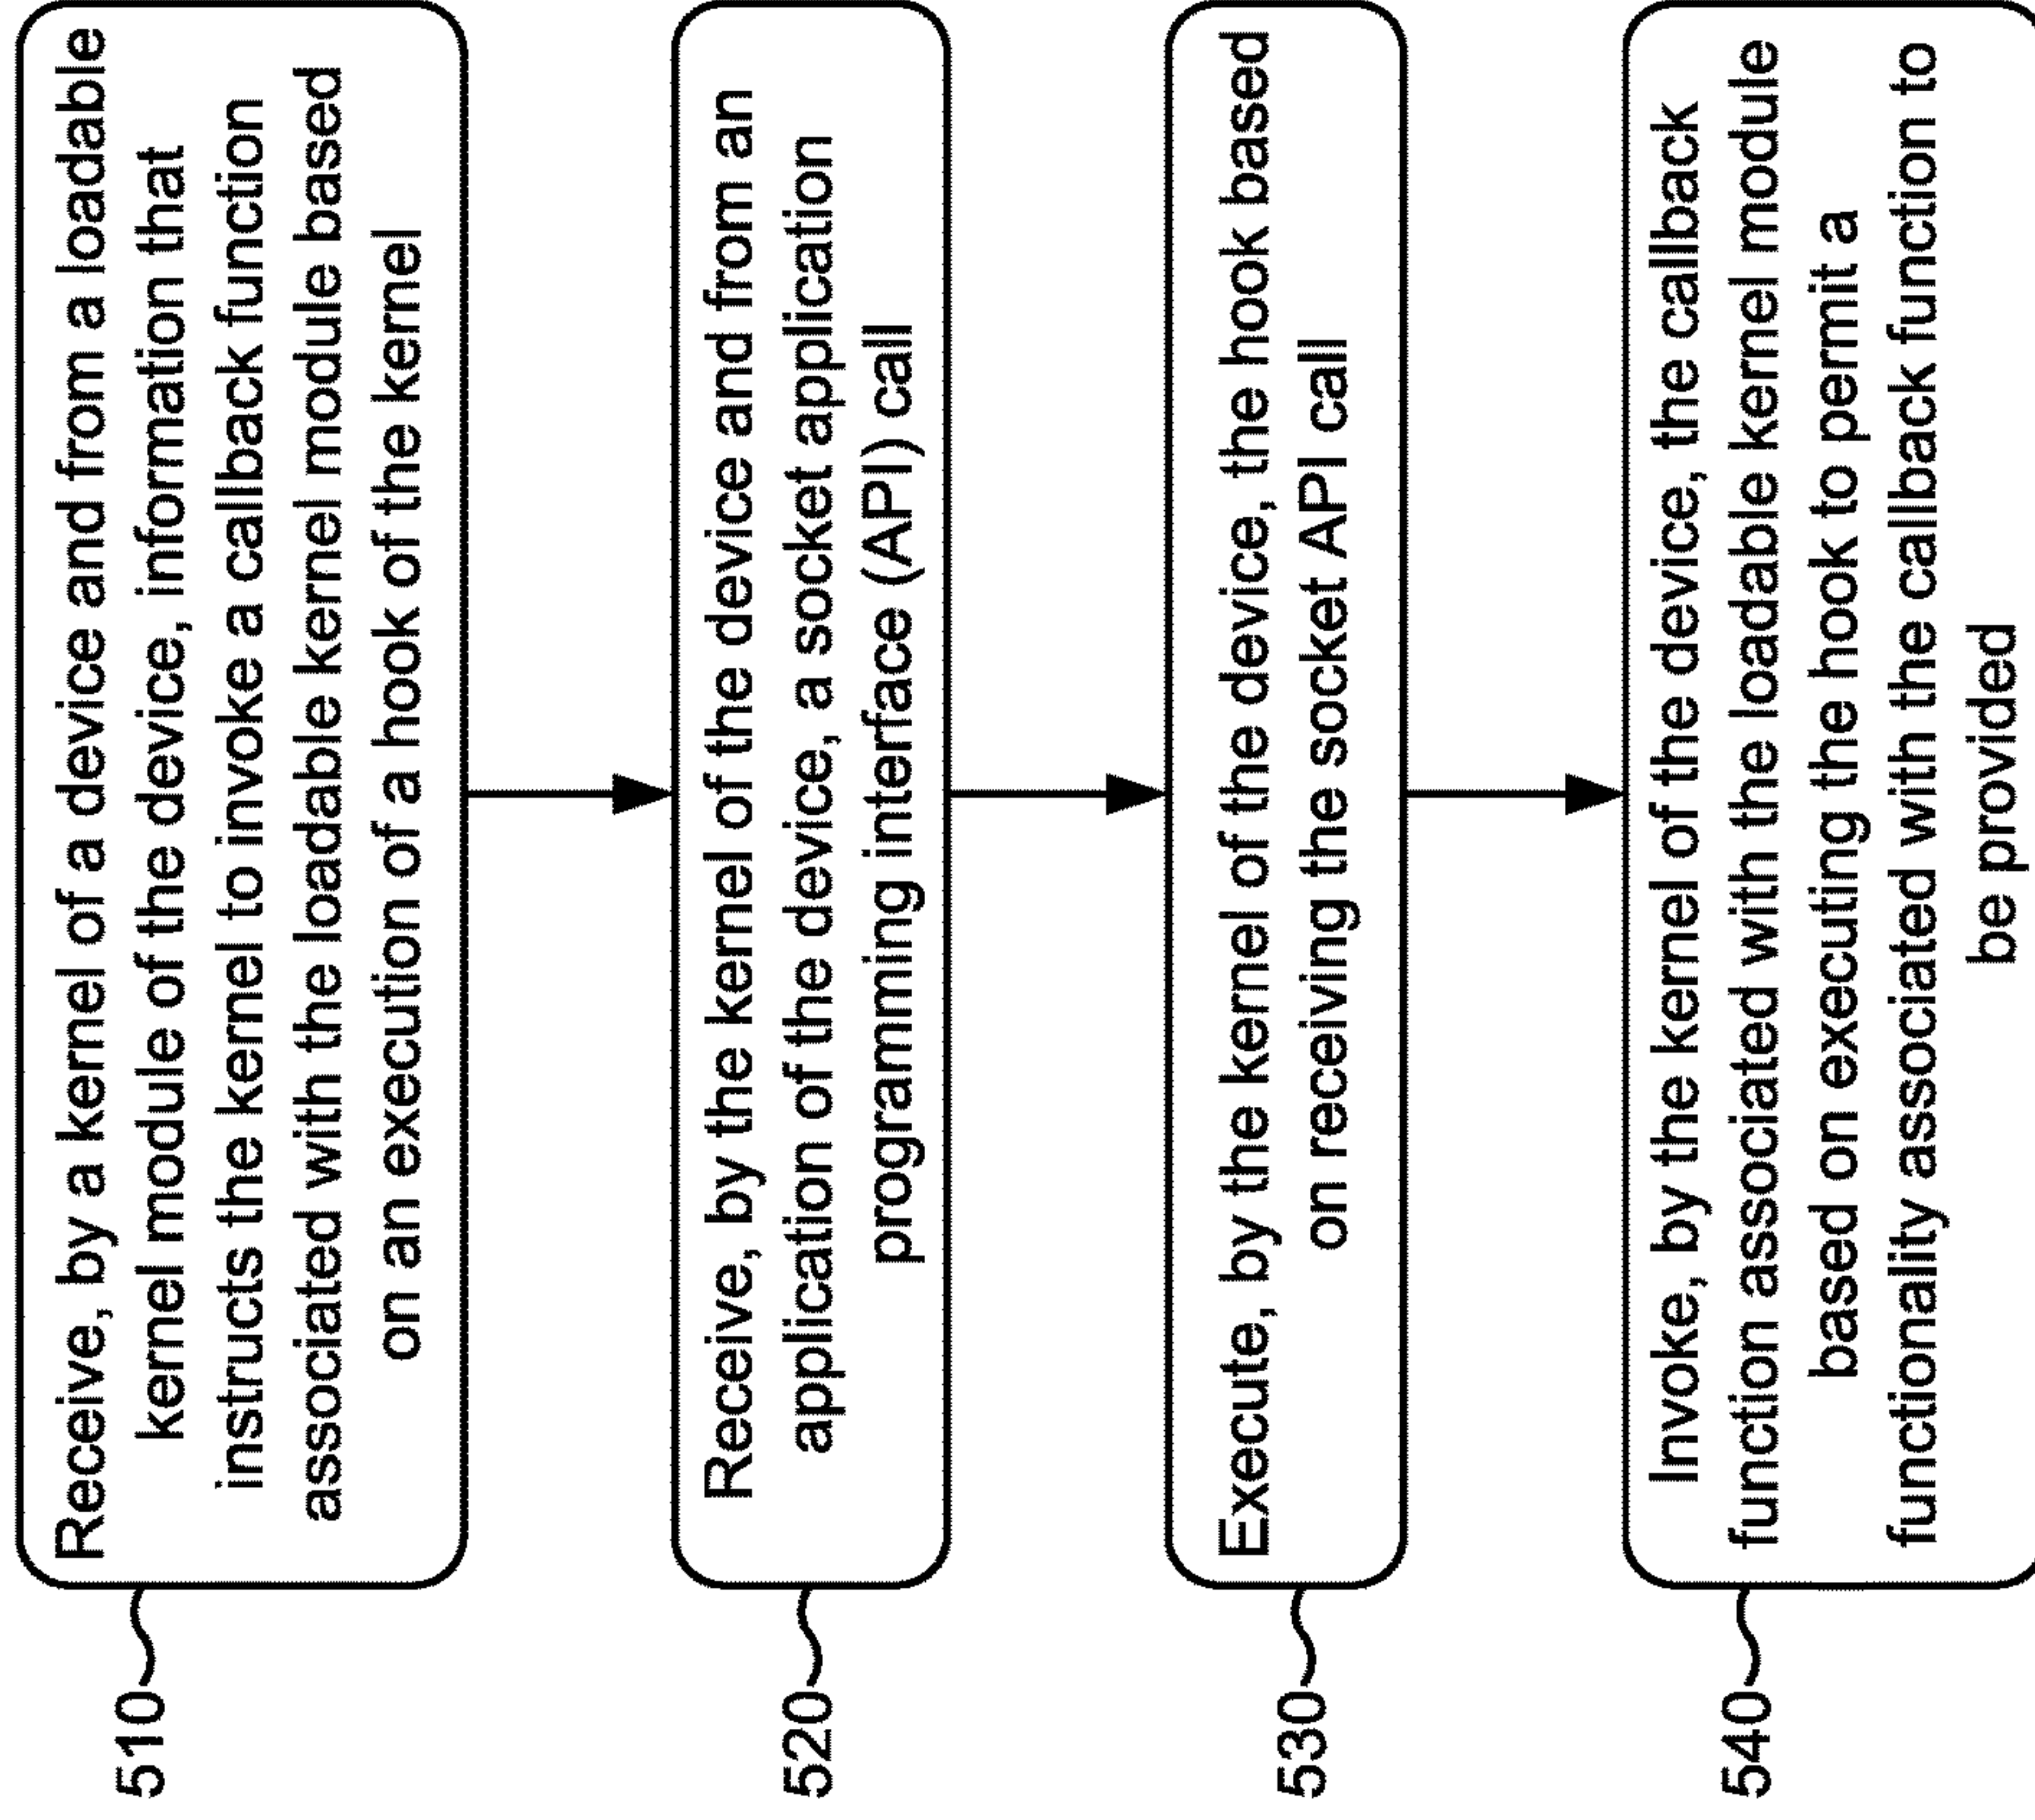 510
Receive, by a kernel of a device and from a loadable
kernel module of the device, information that
instructs the kernel to invoke a callback function
associated with the loadable kernel module based
on an execution of a hook of the kernel
520
Receive, by the kernel of the device and from an
application of the device, a socket application
programming interface (API) call
530
Execute, by the kernel of the device, the hook based
on receiving the socket API call
540
Invoke, by the kernel of the device, the callback
function associated with the loadable kernel module
based on executing the hook to permit a
functionality associated with the callback function to
be provided